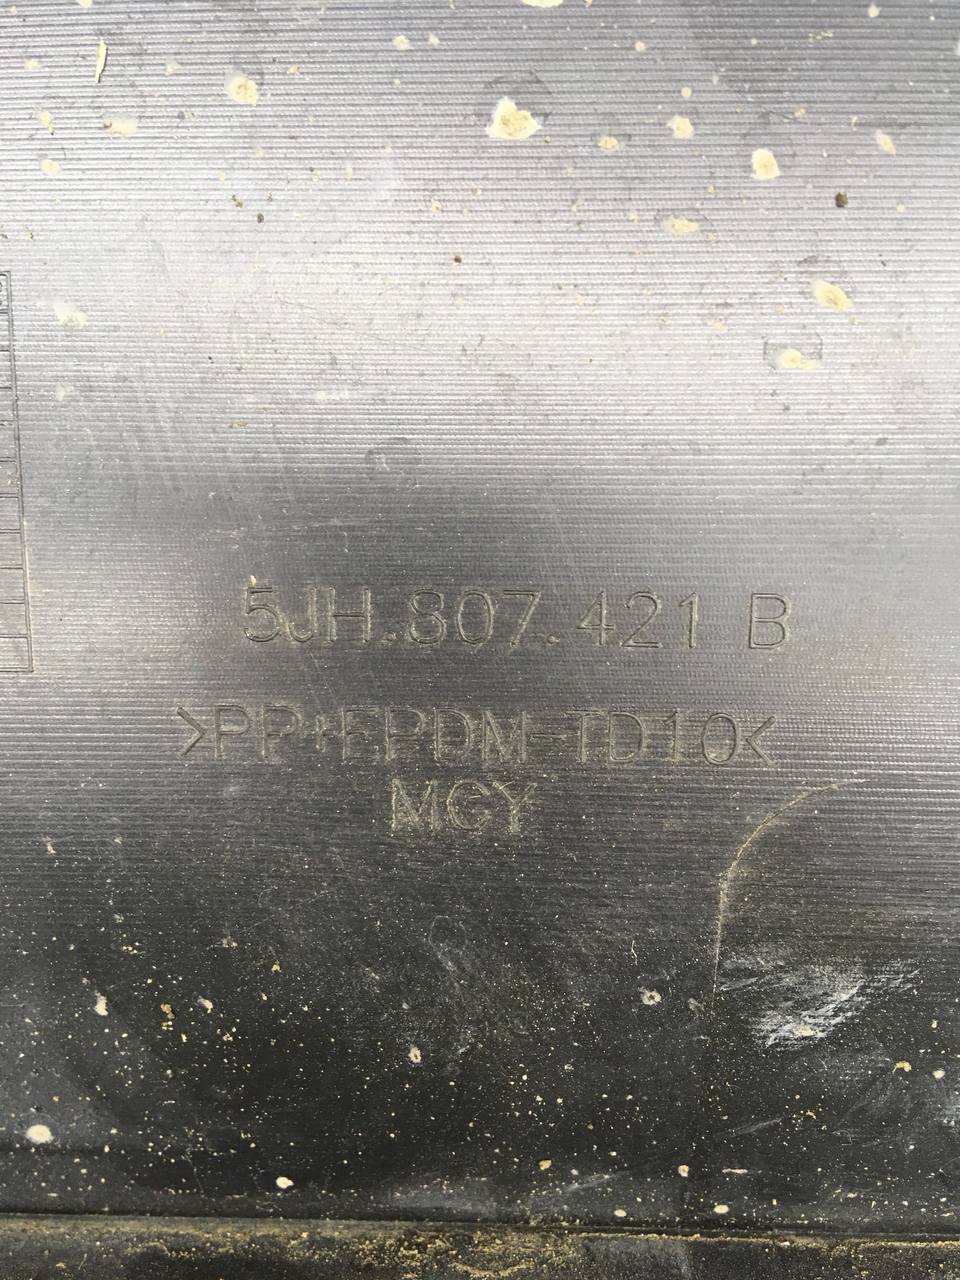 5JH.807.421 B
>PP+EPDM-TD10<
MGY